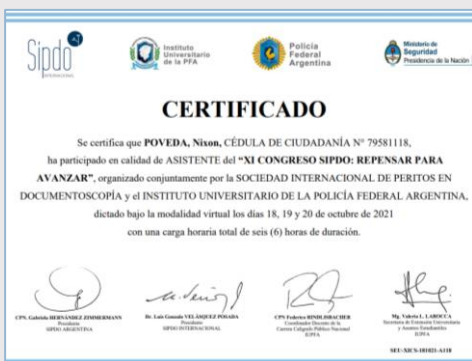 Sipdo
INTERNACIONAL
Instituto
Universitario
de la PFA
Policía
Federal
Argentina
Ministerio de
Seguridad
Presidencia de la Nación
CERTIFICADO
Se certifica que POVEDA, Nixon, CÉDULA DE CIUDADANÍA N° 79581118,
ha participado en calidad de ASISTENTE del "XI CONGRESO SIPDO: REPENSAR PARA
AVANZAR", organizado conjuntamente por la SOCIEDAD INTERNACIONAL DE PERITOS EN
DOCUMENTOSCOPÍA y el INSTITUTO UNIVERSITARIO DE LA POLICÍA FEDERAL ARGENTINA,
dictado bajo la modalidad virtual los días 18, 19 y 20 de octubre de 2021
con una carga horaria total de seis (6) horas de duración.
CPN. Gabriela HERNÁNDEZ ZIMMERMANN
Presidente
SIPDO ARGENTINA
Dr. Luis Gonzalo VELÁSQUEZ POSADA
Presidente
SIPDO INTERNACIONAL
CPN Federico HINDLISBACHER
Coordinador Docente de la
Carrera Calígrafo Público Nacional
IUPFA
Mg. Valeria L. LAROCCA
Secretaria de Extensión Universitaria
y Asuntos Estudiantiles
IUPFA
SEU-XICS-181021-A118